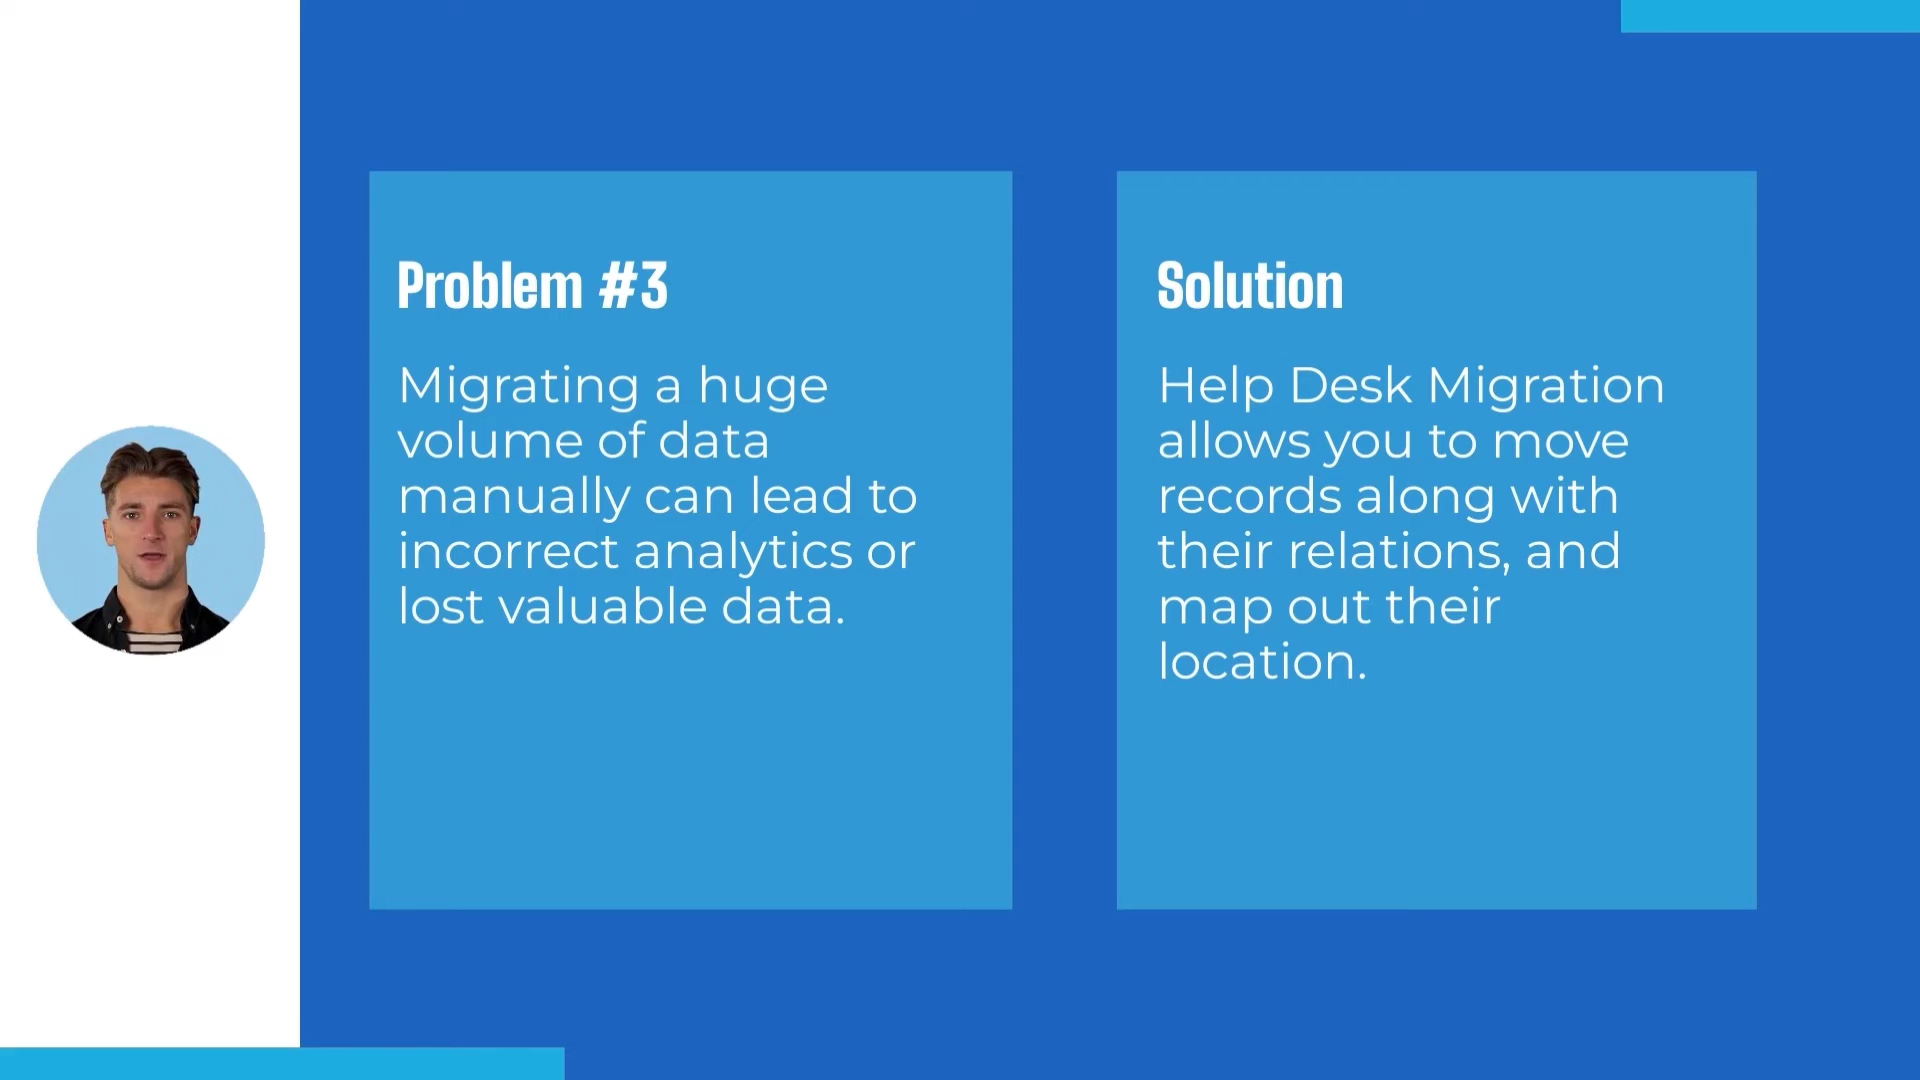 Problem #3
Migrating a huge
volume of data
manually can lead to
incorrect analytics or
lost valuable data.
Solution
Help Desk Migration
allows you to move
records along with
their relations, and
map out their
location.